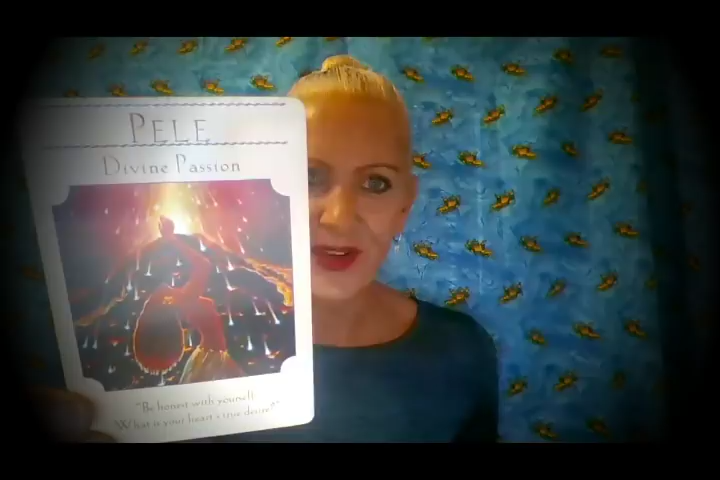 PELE
Divine Passion
"Be honest with yourself.
What is your heart's true desire?"